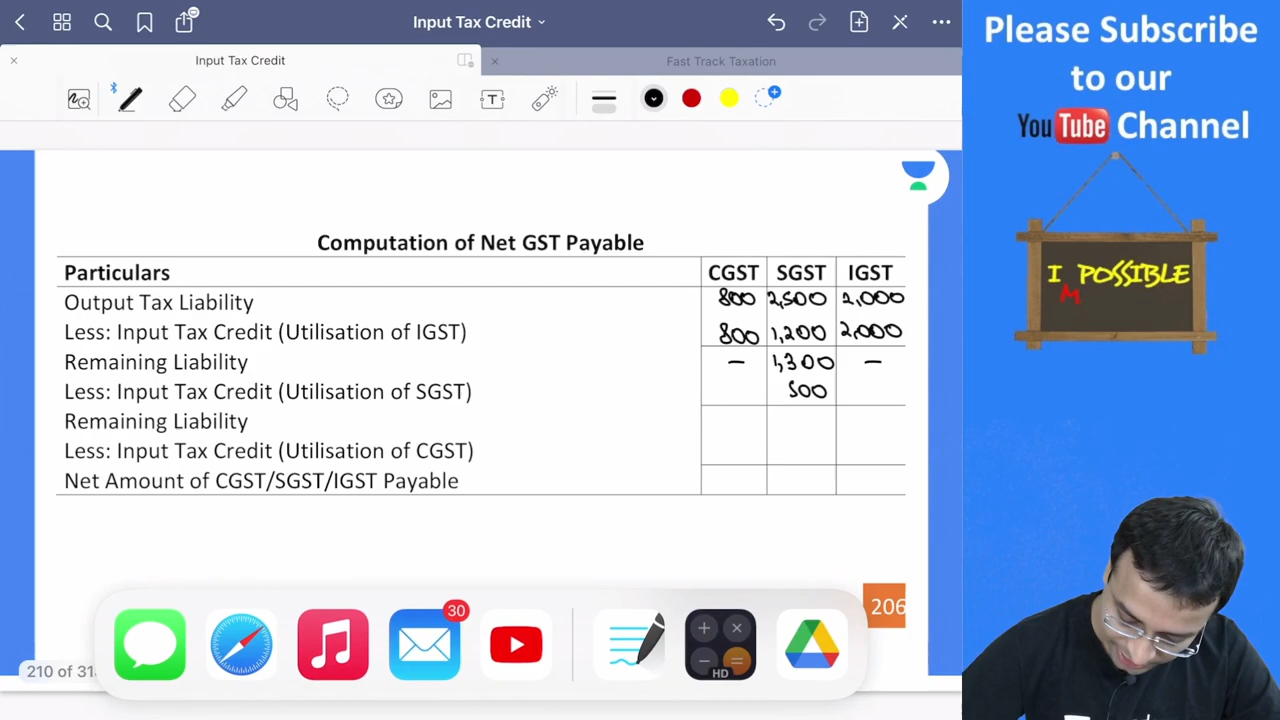 Input Tax Credit
Input Tax Credit
Fast Track Taxation
Please Subscribe
to our
YouTube Channel
I POSSIBLE
M
Computation of Net GST Payable
Particulars CGST SGST IGST
Output Tax Liability 800 2,500 2,000
Less: Input Tax Credit (Utilisation of IGST) 800 1,200 2,000
Remaining Liability – 1,300 –
Less: Input Tax Credit (Utilisation of SGST) 500
Remaining Liability
Less: Input Tax Credit (Utilisation of CGST)
Net Amount of CGST/SGST/IGST Payable
206
30
HD
210 of 31